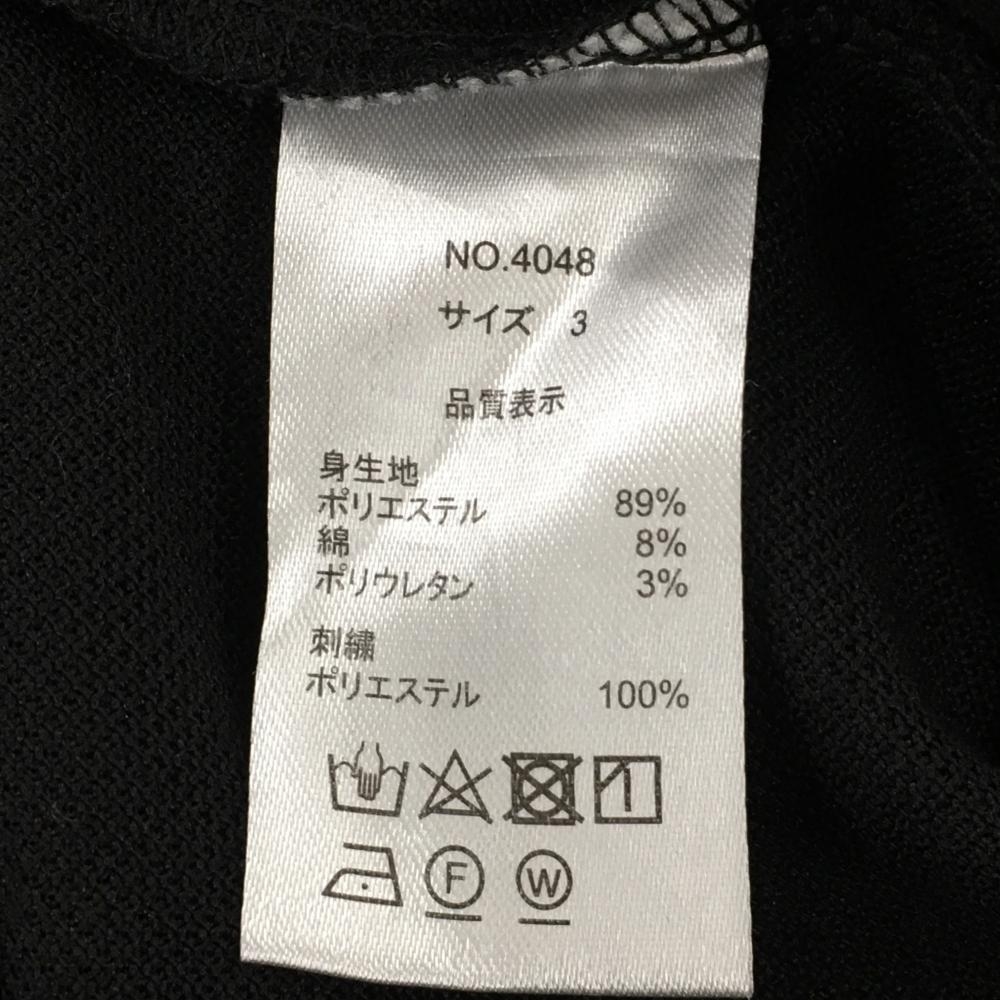 NO.4048
サイズ 3
品質表示
身生地
ポリエステル 89%
綿 8%
ポリウレタン 3%
刺繍
ポリエステル 100%
F W